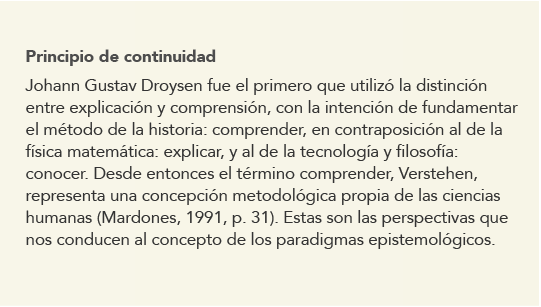 Principio de continuidad
Johann Gustav Droysen fue el primero que utilizó la distinción
entre explicación y comprensión, con la intención de fundamentar
el método de la historia: comprender, en contraposición al de la
física matemática: explicar, y al de la tecnología y filosofía:
conocer. Desde entonces el término comprender, Verstehen,
representa una concepción metodológica propia de las ciencias
humanas (Mardones, 1991, p. 31). Estas son las perspectivas que
nos conducen al concepto de los paradigmas epistemológicos.